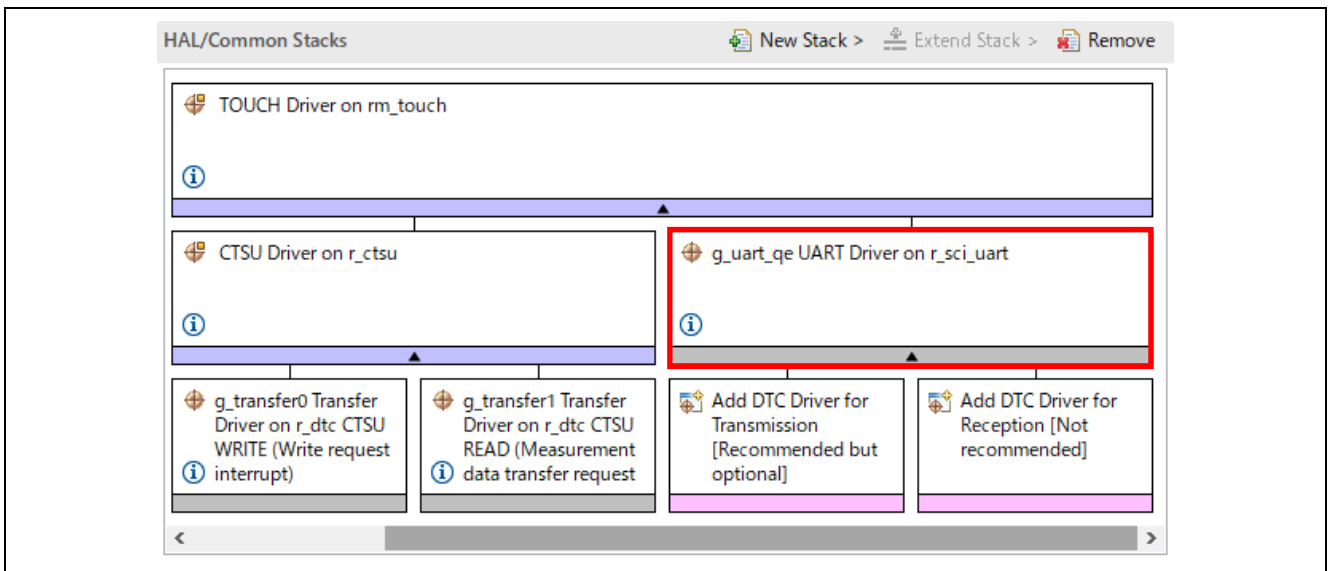 HAL/Common Stacks
New Stack >
Extend Stack >
Remove
TOUCH Driver on rm_touch
CTSU Driver on r_ctsu
g_uart_qe UART Driver on r_sci_uart
g_transfer0 Transfer
Driver on r_dtc CTSU
WRITE (Write request
interrupt)
g_transfer1 Transfer
Driver on r_dtc CTSU
READ (Measurement
data transfer request
Add DTC Driver for
Transmission
[Recommended but
optional]
Add DTC Driver for
Reception [Not
recommended]